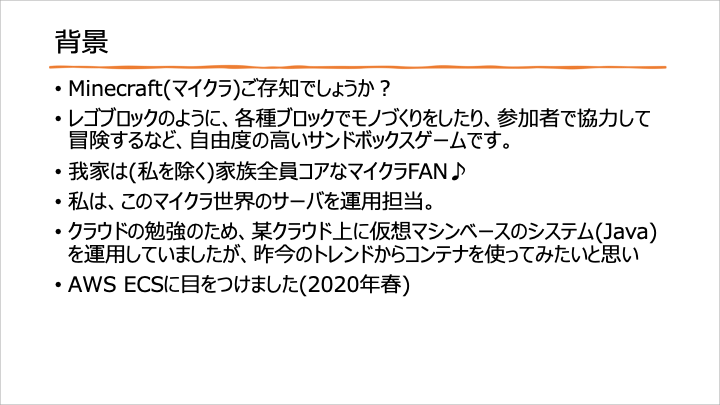 背景
• Minecraft(マイクラ)ご存知でしょうか？
• レゴブロックのように、各種ブロックでモノづくりをしたり、参加者で協力して
冒険するなど、自由度の高いサンドボックスゲームです。
• 我家は(私を除く)家族全員コアなマイクラFAN♪
• 私は、このマイクラ世界のサーバを運用担当。
• クラウドの勉強のため、某クラウド上に仮想マシンベースのシステム(Java)
を運用していましたが、昨今のトレンドからコンテナを使ってみたいと思い
• AWS ECSに目をつけました(2020年春)